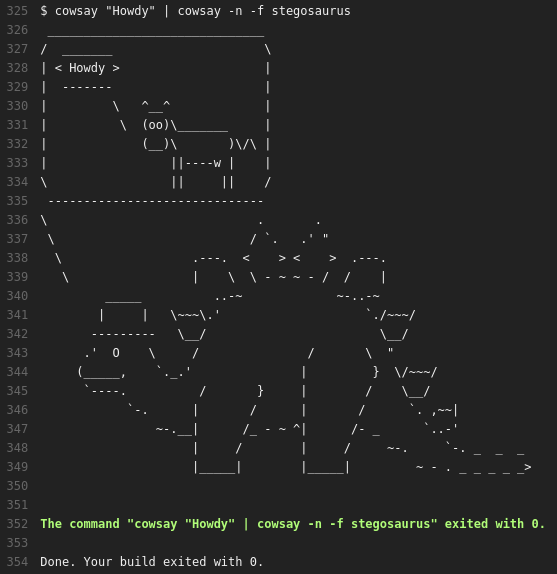 325 $ cowsay "Howdy" | cowsay -n -f stegosaurus
326  ______________________________
327 /  _______                     \
328 | < Howdy >                    |
329 |  -------                     |
330 |         \   ^__^             |
331 |          \  (oo)\_______     |
332 |             (__)\       )\/\ |
333 |                 ||----w |    |
334 \                 ||     ||    /
335  ------------------------------
336 \                             .       .
337  \                           / `.   .' "
338   \                  .---.  <    > <    >  .---.
339    \                 |    \  \ - ~ ~ - /  /    |
340          _____          ..-~             ~-..-~
341         |     |   \~~~\.'                    `./~~~/
342        ---------   \__/                        \__/
343       .'  O    \     /               /       \  "
344      (_____,    `._.'               |         }  \/~~~/
345       `----.          /       }     |        /    \__/
346             `-.      |       /      |       /      `. ,~~|
347                 ~-.__|      /_ - ~ ^|      /- _      `..-'
348                      |     /        |     /     ~-.     `-. _  _  _
349                      |_____|        |_____|         ~ - . _ _ _ _ _>
350
351
352 The command "cowsay "Howdy" | cowsay -n -f stegosaurus" exited with 0.
353
354 Done. Your build exited with 0.